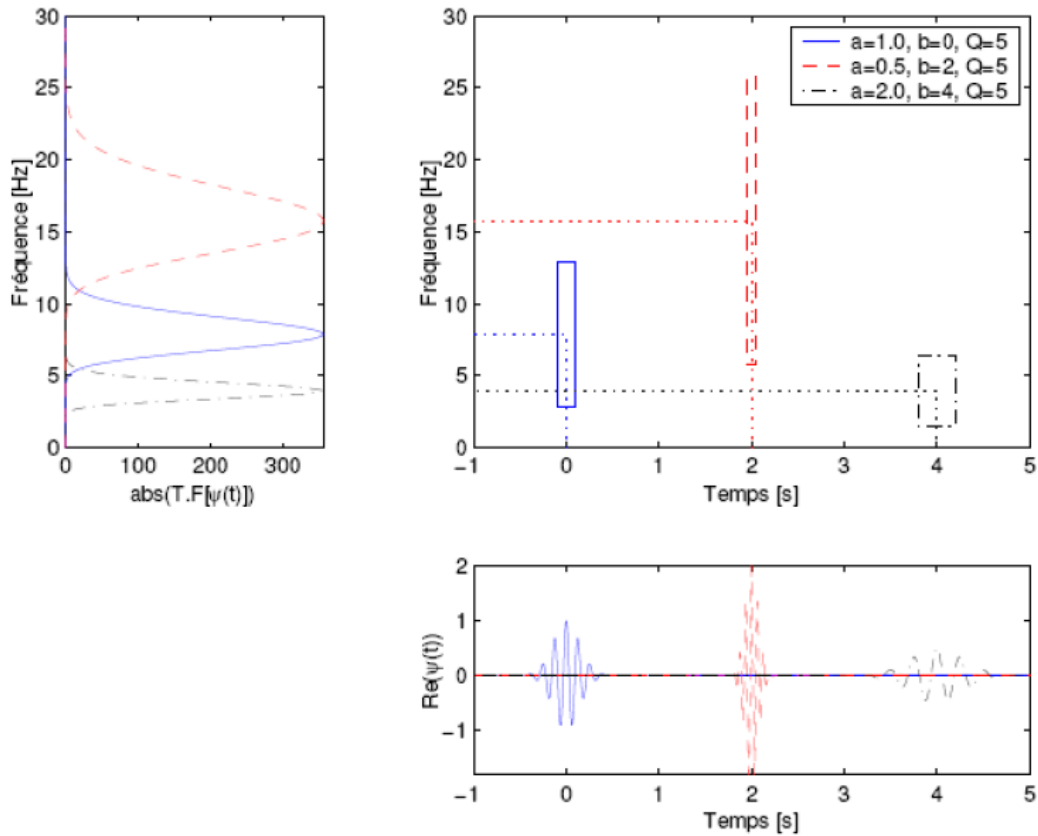 30
25
20
15
10
5
0
Fréquence [Hz]
0 100 200 300
abs(T.F[ψ(t)])
30
25
20
15
10
5
0
Fréquence [Hz]
a=1.0, b=0, Q=5
a=0.5, b=2, Q=5
a=2.0, b=4, Q=5
−1 0 1 2 3 4 5
Temps [s]
2
1
0
−1
Re(ψ(t))
−1 0 1 2 3 4 5
Temps [s]